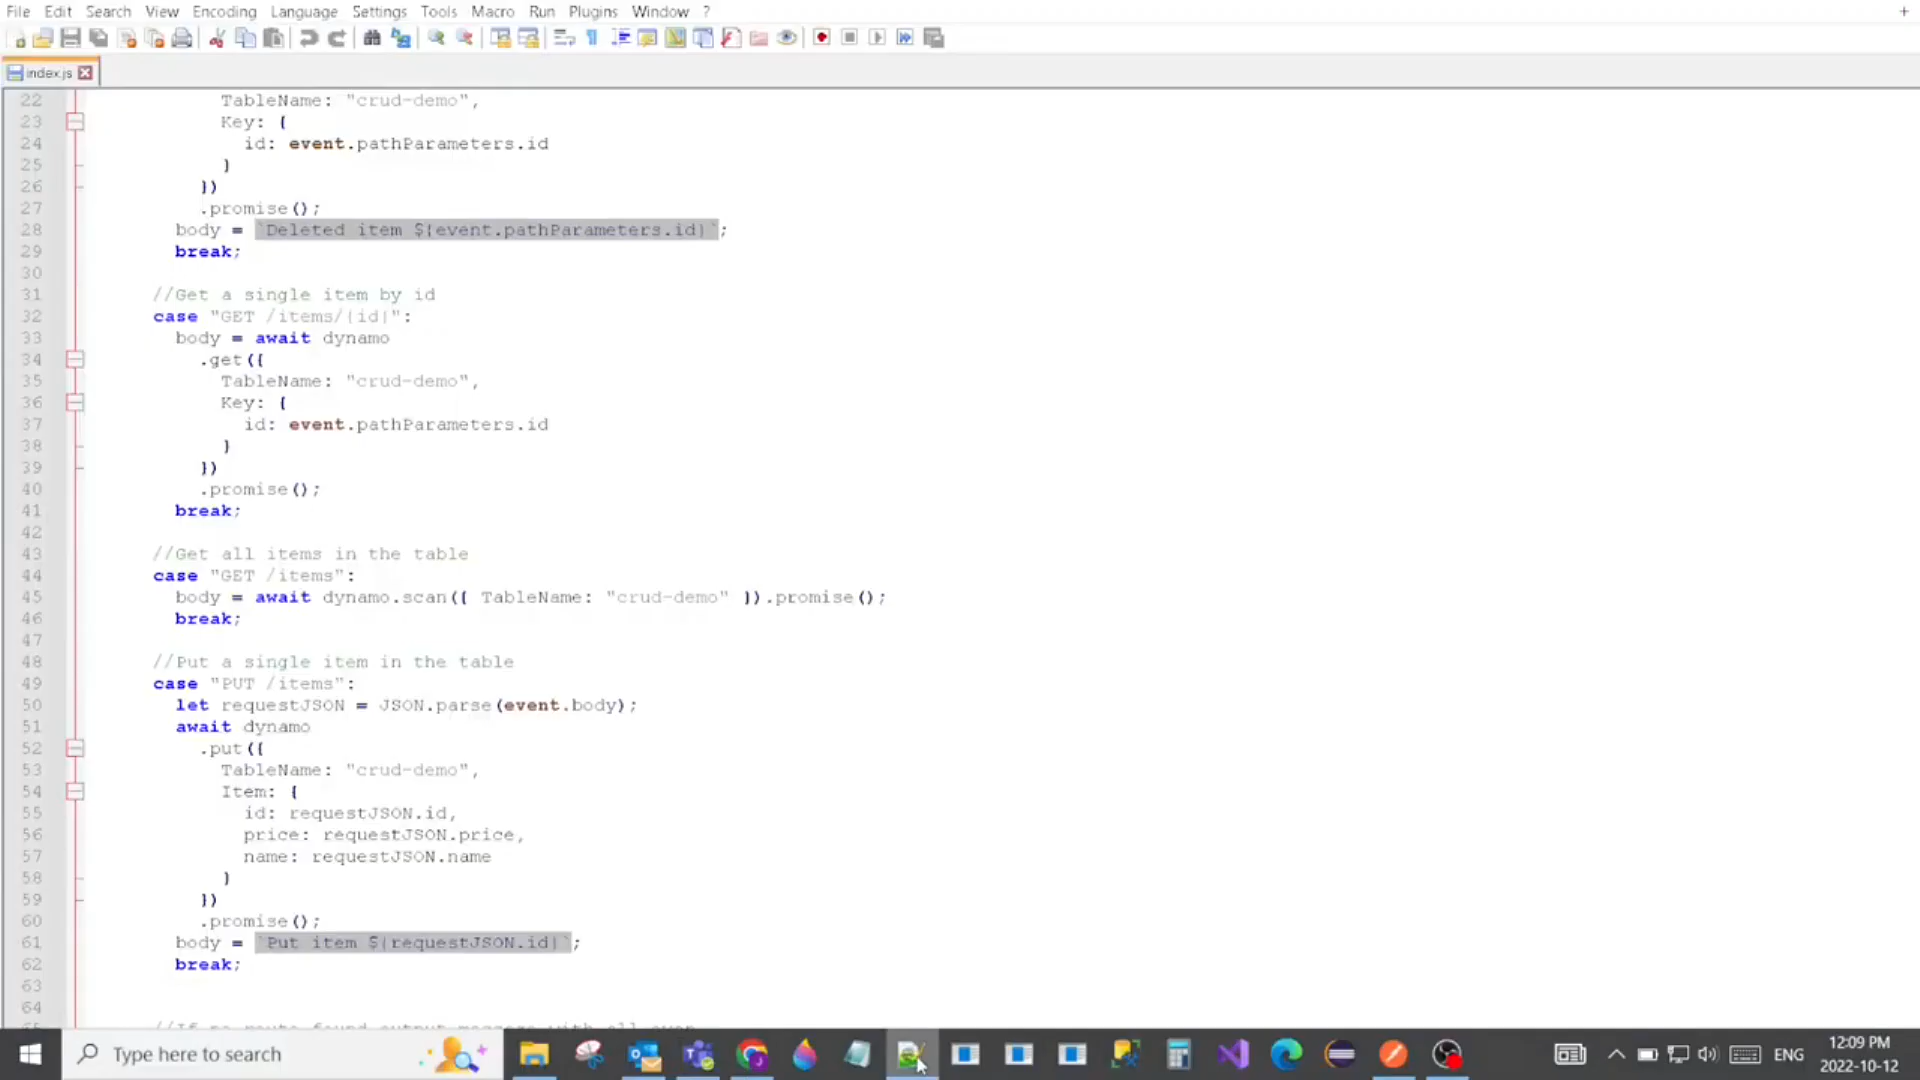 File Edit Search View Encoding Language Settings Tools Macro Run Plugins Window ? +
index.js
22 TableName: "crud-demo",
23 Key: {
24 id: event.pathParameters.id
25 }
26 })
27 .promise();
28 body = `Deleted item ${event.pathParameters.id}`;
29 break;
30
31 //Get a single item by id
32 case "GET /items/{id}":
33 body = await dynamo
34 .get({
35 TableName: "crud-demo",
36 Key: {
37 id: event.pathParameters.id
38 }
39 })
40 .promise();
41 break;
42
43 //Get all items in the table
44 case "GET /items":
45 body = await dynamo.scan({ TableName: "crud-demo" }).promise();
46 break;
47
48 //Put a single item in the table
49 case "PUT /items":
50 let requestJSON = JSON.parse(event.body);
51 await dynamo
52 .put({
53 TableName: "crud-demo",
54 Item: {
55 id: requestJSON.id,
56 price: requestJSON.price,
57 name: requestJSON.name
58 }
59 })
60 .promise();
61 body = `Put item ${requestJSON.id}`;
62 break;
63
64
Type here to search
ENG
12:09 PM
2022-10-12